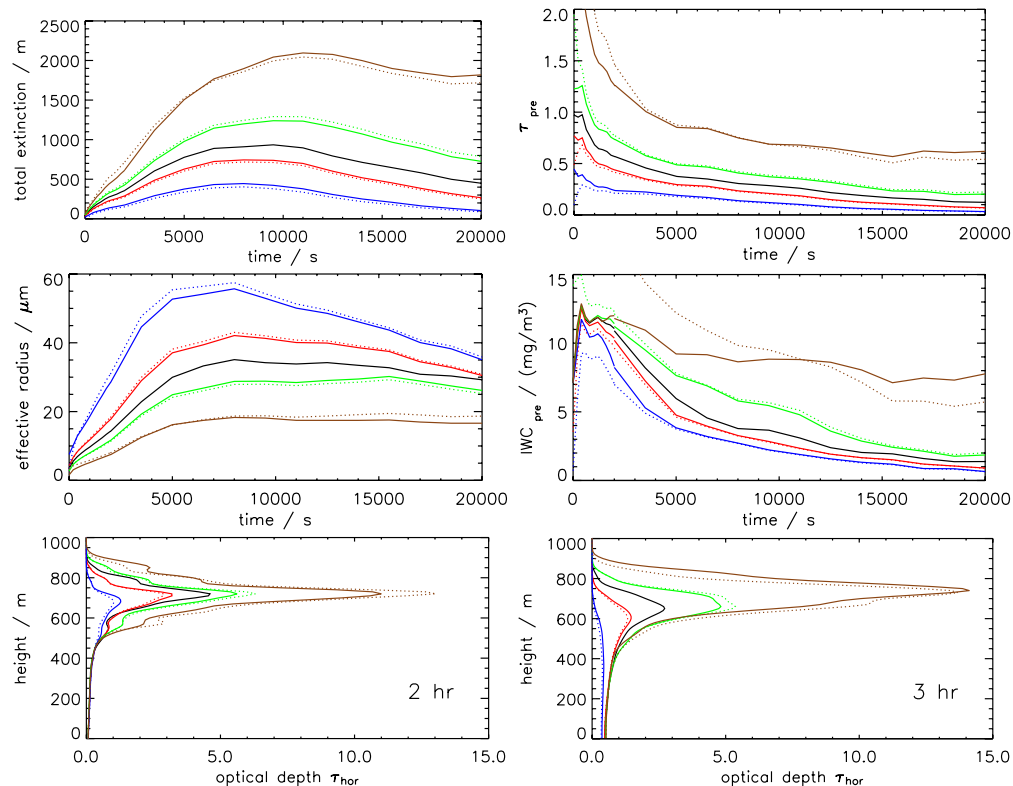 total extinction / m
2500
2000
1500
1000
500
0
0 5000 10000 15000 20000
time / s
τ pre
2.0
1.5
1.0
0.5
0.0
0 5000 10000 15000 20000
time / s
effective radius / μm
60
40
20
0
0 5000 10000 15000 20000
time / s
IWC pre / (mg/m³)
15
10
5
0
0 5000 10000 15000 20000
time / s
height / m
1000
800
600
400
200
0
2 hr
0.0 5.0 10.0 15.0
optical depth τhor
height / m
1000
800
600
400
200
0
3 hr
0.0 5.0 10.0 15.0
optical depth τhor